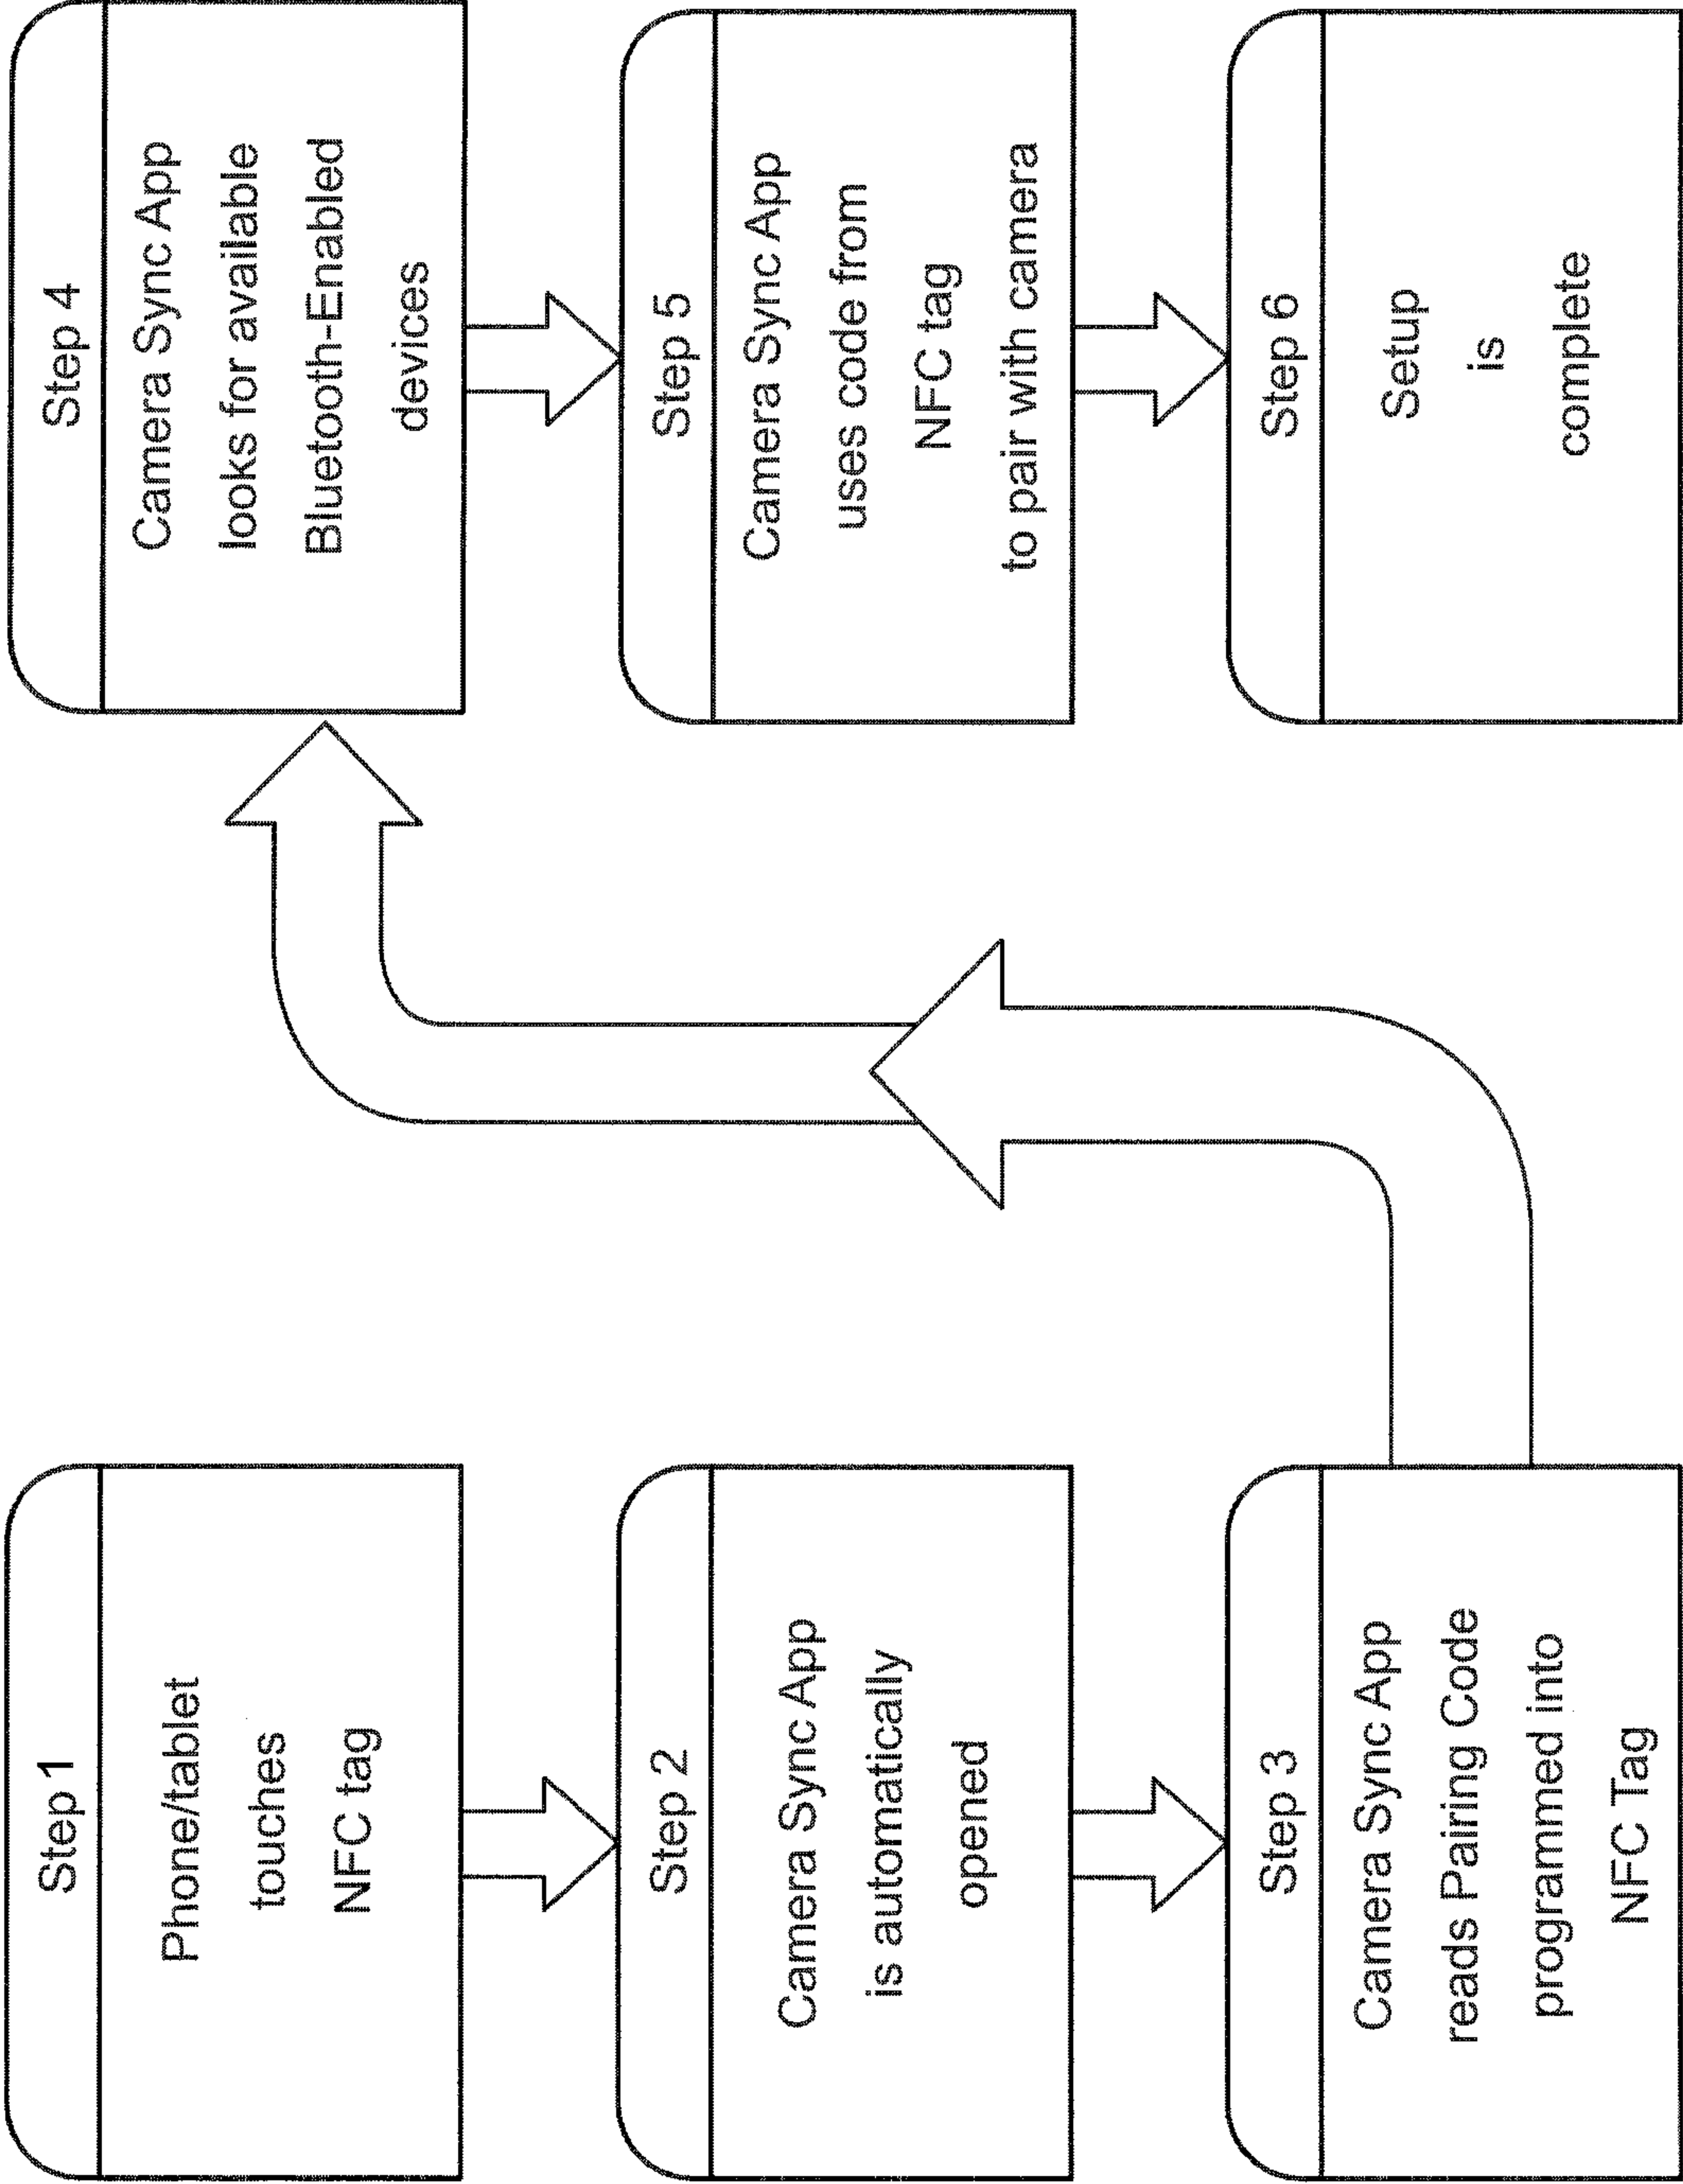 Step 1
Phone/tablet
touches
NFC tag
Step 2
Camera Sync App
is automatically
opened
Step 3
Camera Sync App
reads Pairing Code
programmed into
NFC Tag
Step 4
Camera Sync App
looks for available
Bluetooth-Enabled
devices
Step 5
Camera Sync App
uses code from
NFC tag
to pair with camera
Step 6
Setup
is
complete